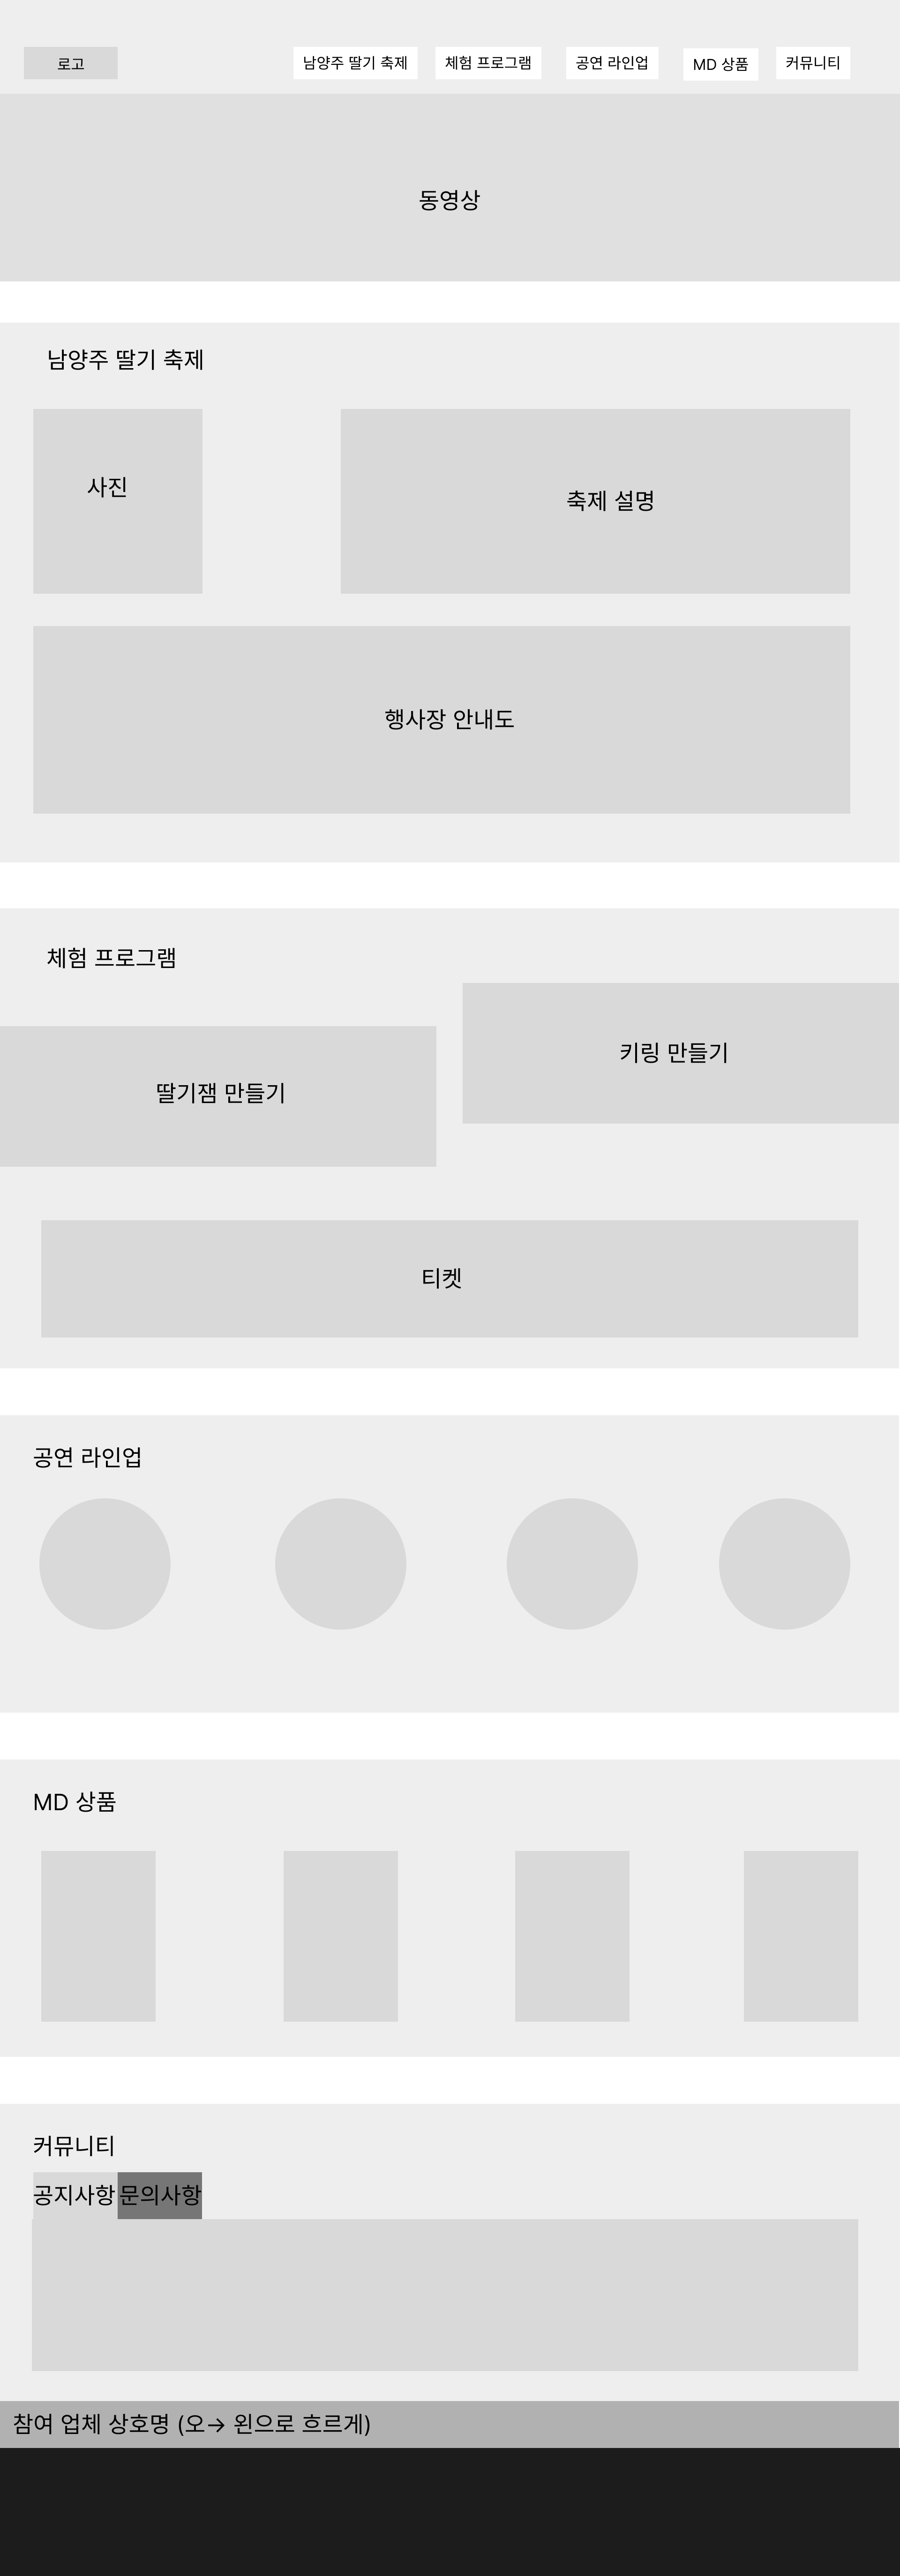 로고
남양주 딸기 축제
체험 프로그램
공연 라인업
MD 상품
커뮤니티
동영상
남양주 딸기 축제
사진
축제 설명
행사장 안내도
체험 프로그램
키링 만들기
딸기잼 만들기
티켓
공연 라인업
MD 상품
커뮤니티
공지사항
문의사항
참여 업체 상호명 (오→ 왼으로 흐르게)